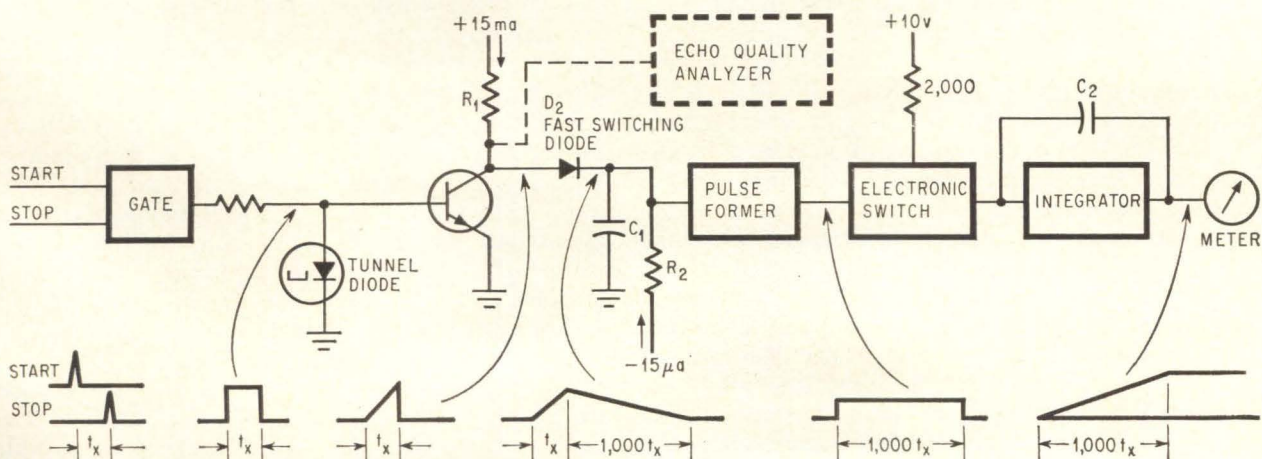 +15ma
R1
ECHO QUALITY
ANALYZER
+10v
2,000
C2
D2
FAST SWITCHING
DIODE
START
STOP
GATE
PULSE
FORMER
ELECTRONIC
SWITCH
INTEGRATOR
METER
TUNNEL
DIODE
C1
R2
-15μa
START
STOP
tx
tx
tx
tx
1,000 tx
1,000 tx
1,000 tx